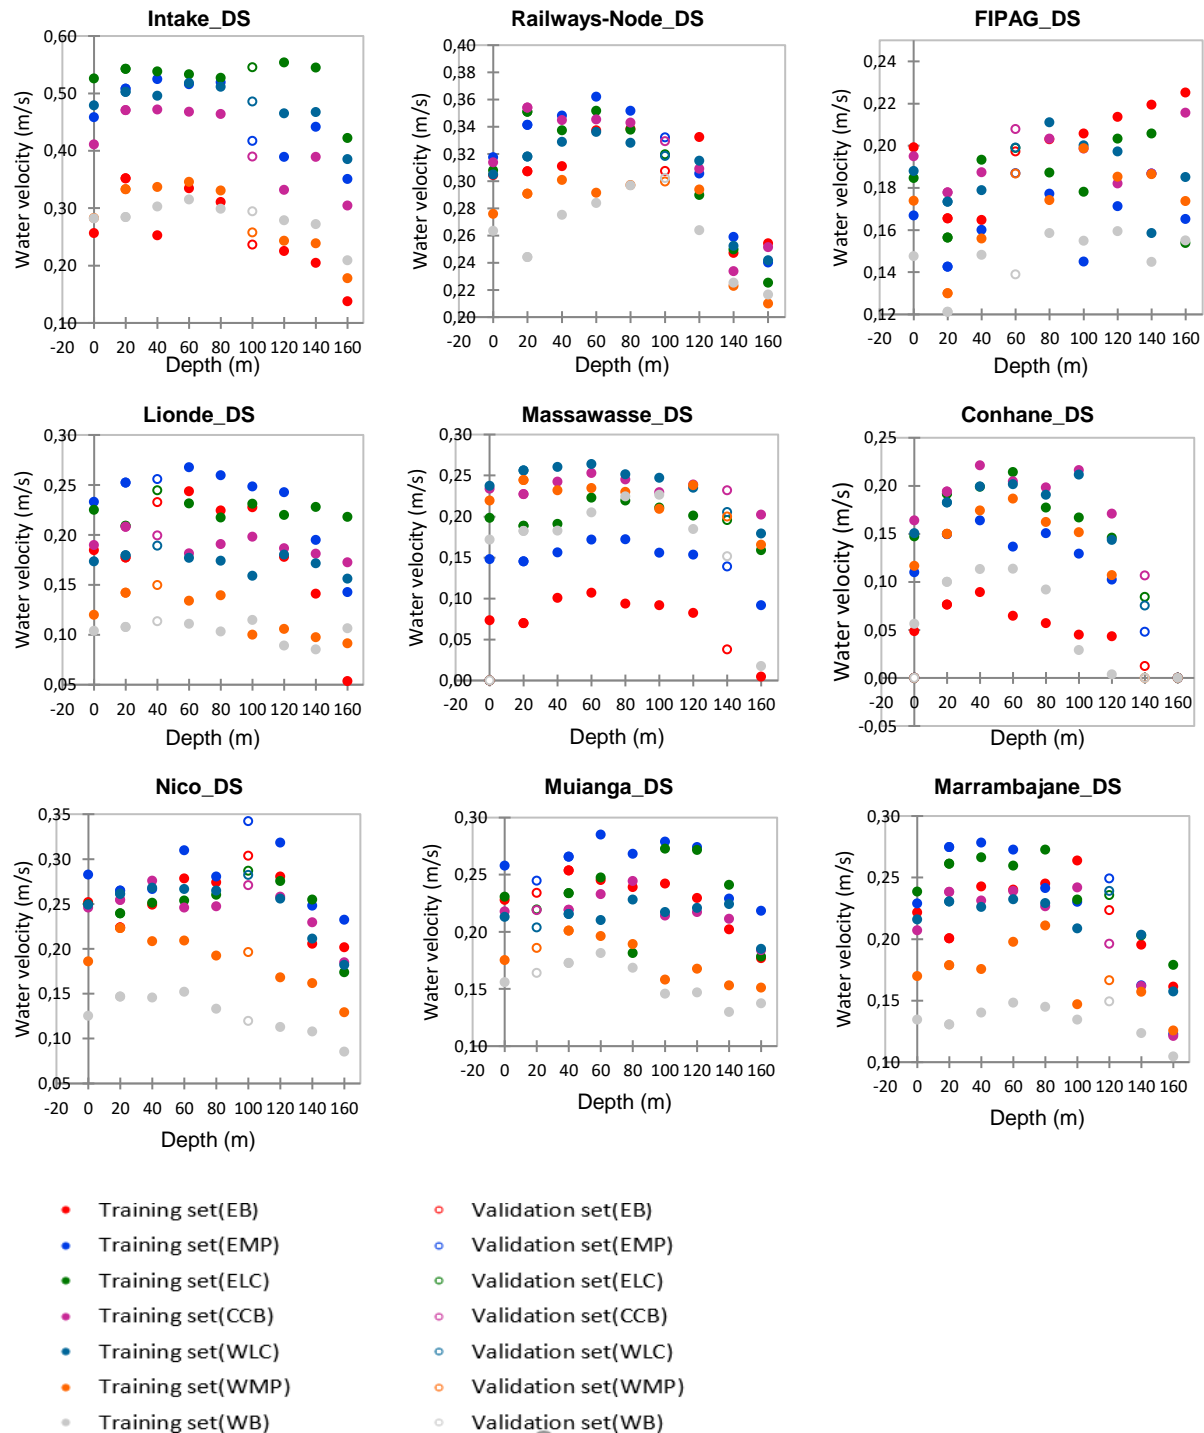 Intake_DS
Railways-Node_DS
FIPAG_DS
Water velocity (m/s)
0,60
0,50
0,40
0,30
0,20
0,10
-20 0 20 40 60 80 100 120 140 160
Depth (m)
Water velocity (m/s)
0,40
0,38
0,36
0,34
0,32
0,30
0,28
0,26
0,24
0,22
0,20
-20 0 20 40 60 80 100 120 140 160
Depth (m)
Water velocity (m/s)
0,24
0,22
0,20
0,18
0,16
0,14
0,12
-20 0 20 40 60 80 100 120 140 160
Depth (m)
Lionde_DS
Massawasse_DS
Conhane_DS
Water velocity (m/s)
0,30
0,25
0,20
0,15
0,10
0,05
-20 0 20 40 60 80 100 120 140 160
Depth (m)
Water velocity (m/s)
0,30
0,25
0,20
0,15
0,10
0,05
0,00
-20 0 20 40 60 80 100 120 140 160
Depth (m)
Water velocity (m/s)
0,25
0,20
0,15
0,10
0,05
0,00
-0,05
-20 0 20 40 60 80 100 120 140 160
Depth (m)
Nico_DS
Muianga_DS
Marrambajane_DS
Water velocity (m/s)
0,35
0,30
0,25
0,20
0,15
0,10
0,05
-20 0 20 40 60 80 100 120 140 160
Depth (m)
Water velocity (m/s)
0,30
0,25
0,20
0,15
0,10
-20 0 20 40 60 80 100 120 140 160
Depth (m)
Water velocity (m/s)
0,30
0,25
0,20
0,15
0,10
-20 0 20 40 60 80 100 120 140 160
Depth (m)
Training set(EB)
Validation set(EB)
Training set(EMP)
Validation set(EMP)
Training set(ELC)
Validation set(ELC)
Training set(CCB)
Validation set(CCB)
Training set(WLC)
Validation set(WLC)
Training set(WMP)
Validation set(WMP)
Training set(WB)
Validation set(WB)